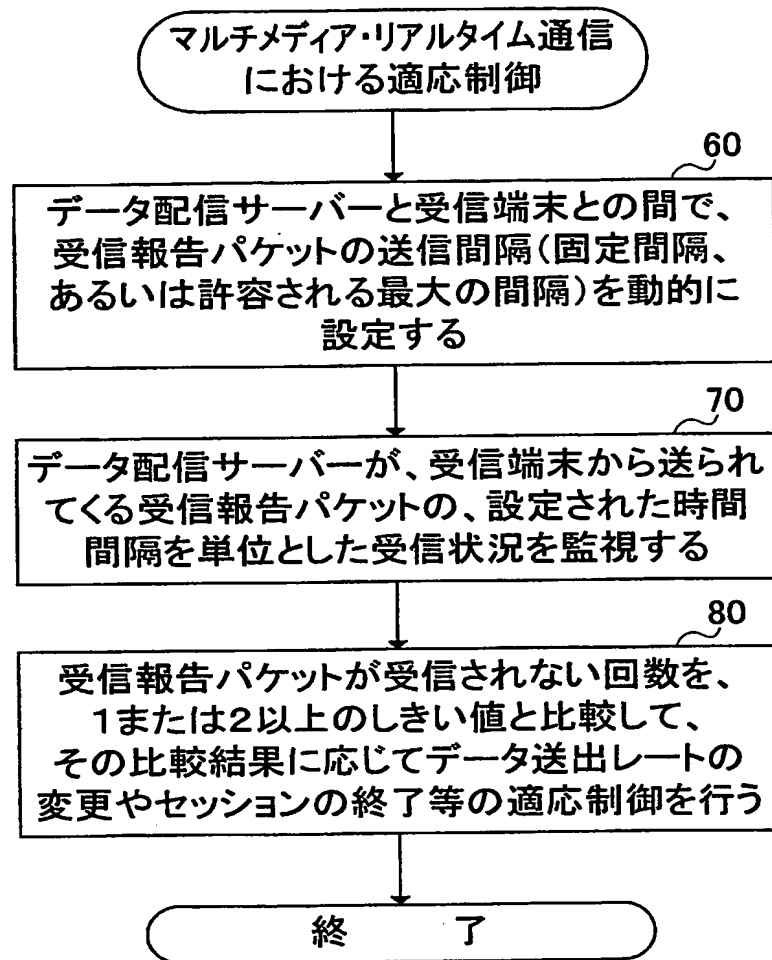 マルチメディア・リアルタイム通信
における適応制御
60
データ配信サーバーと受信端末との間で、
受信報告パケットの送信間隔(固定間隔、
あるいは許容される最大の間隔)を動的に
設定する
70
データ配信サーバーが、受信端末から送られ
てくる受信報告パケットの、設定された時間
間隔を単位とした受信状況を監視する
80
受信報告パケットが受信されない回数を、
1または2以上のしきい値と比較して、
その比較結果に応じてデータ送出レートの
変更やセッションの終了等の適応制御を行う
終 了